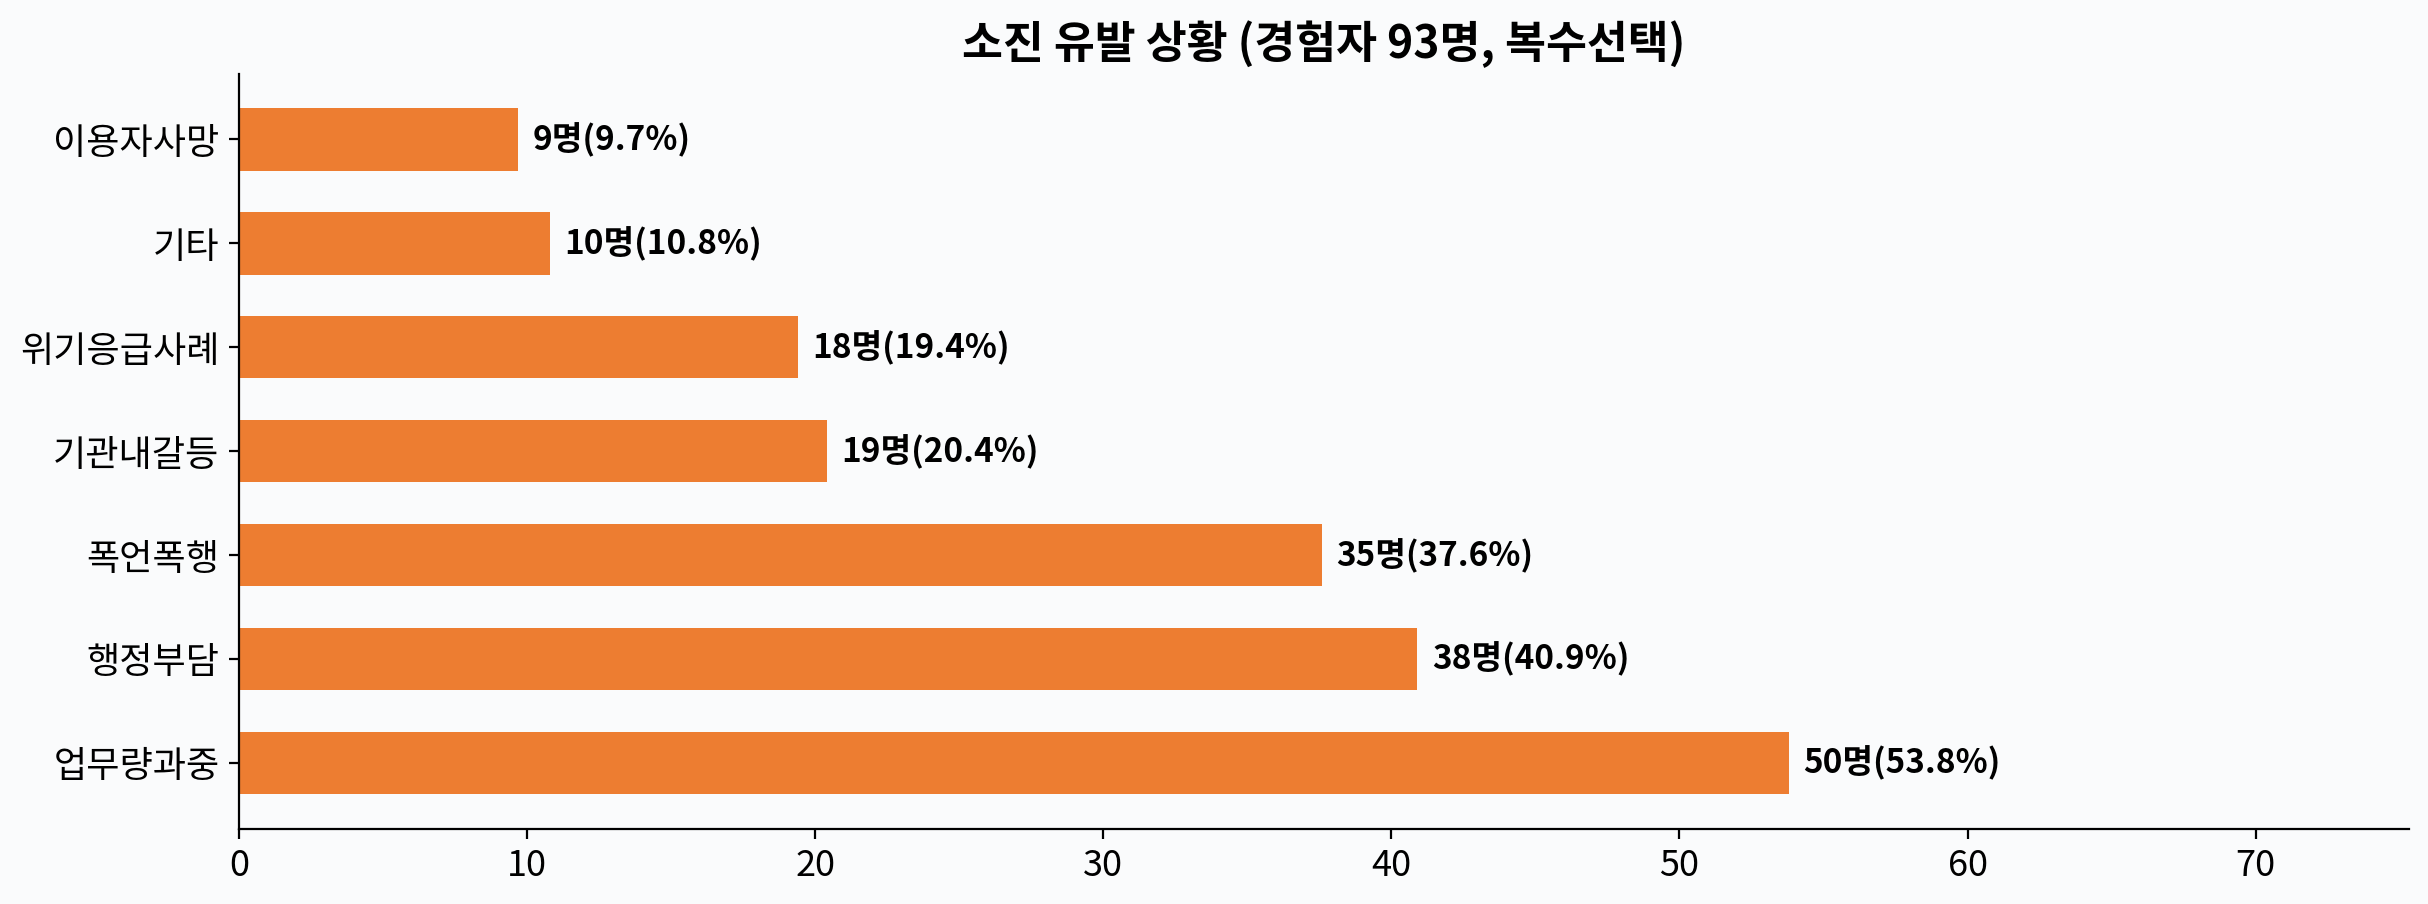 소진 유발 상황 (경험자 93명, 복수선택)
이용자사망 9명(9.7%)
기타 10명(10.8%)
위기응급사례 18명(19.4%)
기관내갈등 19명(20.4%)
폭언폭행 35명(37.6%)
행정부담 38명(40.9%)
업무량과중 50명(53.8%)
0 10 20 30 40 50 60 70